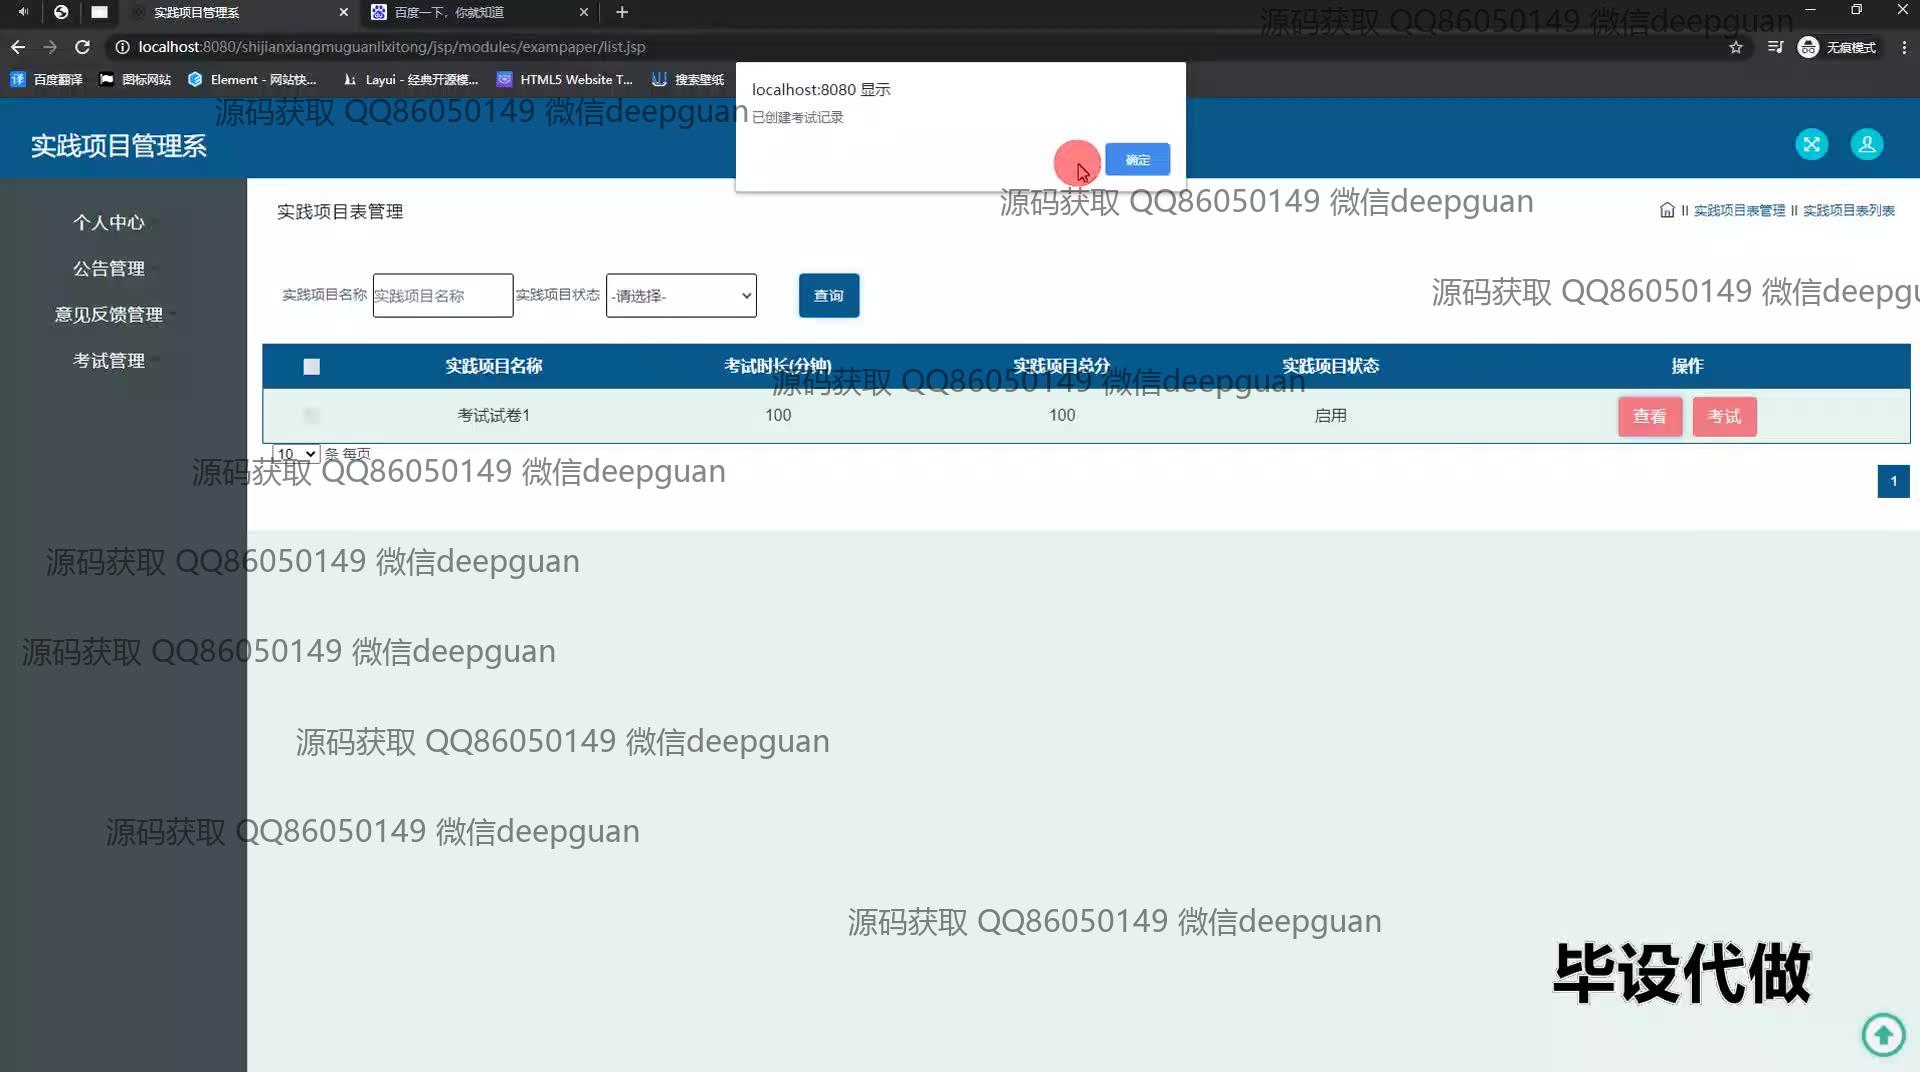 实践项目管理系
百度一下，你就知道
localhost:8080/shijianxiangmuguanlixitong/jsp/modules/exampaper/list.jsp
无痕模式
百度翻译
图标网站
Element - 网站快...
Layui - 经典开源模...
HTML5 Website T...
搜索壁纸
localhost:8080 显示
已创建考试记录
确定
实践项目管理系
个人中心
公告管理
意见反馈管理
考试管理
实践项目表管理
II 实践项目表管理 II 实践项目表列表
实践项目名称
实践项目名称
实践项目状态
-请选择-
查询
实践项目名称
考试时长(分钟)
实践项目总分
实践项目状态
操作
考试试卷1
100
100
启用
查看
考试
10
条 每页
1
源码获取 QQ86050149 微信deepguan
源码获取 QQ86050149 微信deepguan
源码获取 QQ86050149 微信deepguan
源码获取 QQ86050149 微信deepgu
源码获取 QQ86050149 微信deepguan
源码获取 QQ86050149 微信deepguan
源码获取 QQ86050149 微信deepguan
源码获取 QQ86050149 微信deepguan
源码获取 QQ86050149 微信deepguan
源码获取 QQ86050149 微信deepguan
源码获取 QQ86050149 微信deepguan
毕设代做